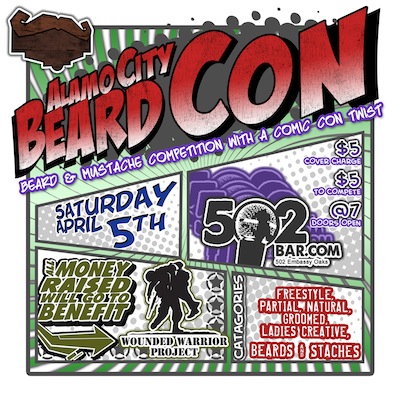 ALAMO CITY
BEARD CON
BEARD & MUSTACHE COMPETITION WITH A COMIC CON TWIST
$5
COVER CHARGE
$5
TO COMPETE
@7
DOORS OPEN
SATURDAY
APRIL 5TH
502
BAR.COM
502 Embassy Oaks
ALL MONEY
RAISED
WILL GO TO
BENEFIT
WOUNDED WARRIOR
PROJECT
CATAGORIES
FREESTYLE,
PARTIAL, NATURAL,
GROOMED,
LADIES CREATIVE,
BEARDS & STACHES